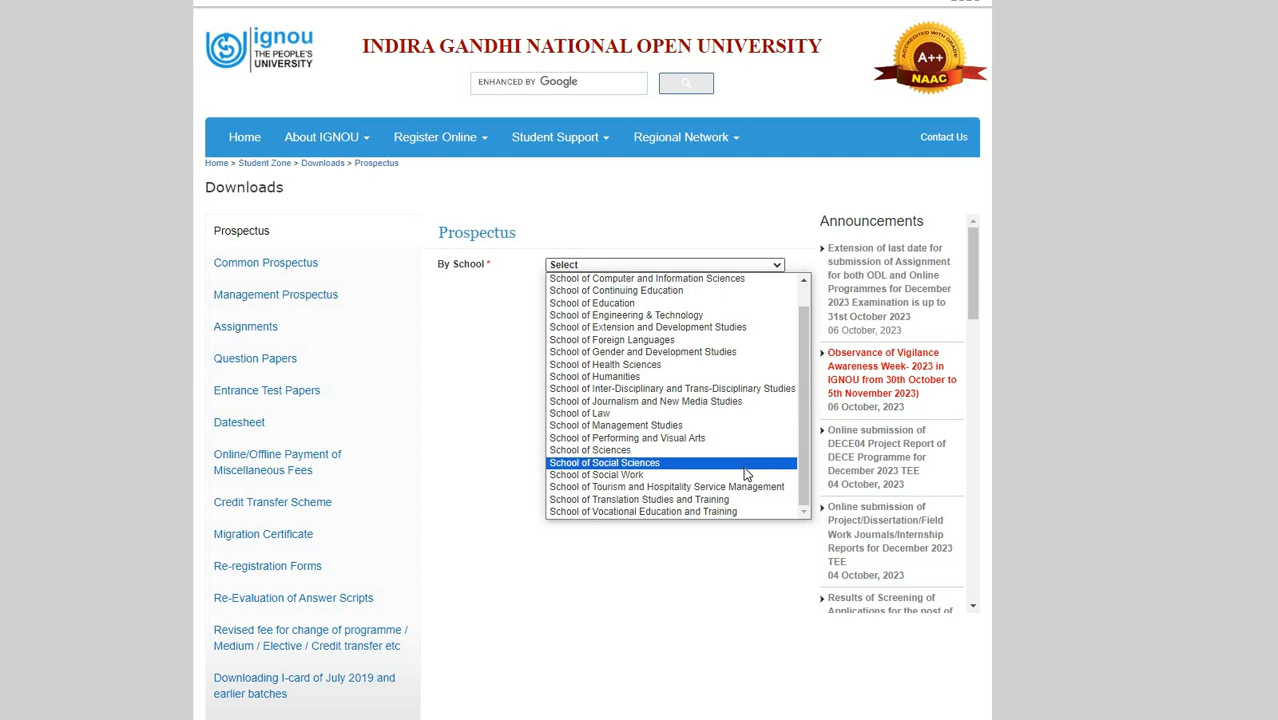 ignou
THE PEOPLE'S
UNIVERSITY
INDIRA GANDHI NATIONAL OPEN UNIVERSITY
ENHANCED BY Google
ACCREDITED WITH GRADE
A++
NAAC
Home
About IGNOU
Register Online
Student Support
Regional Network
Contact Us
Home > Student Zone > Downloads > Prospectus
Downloads
Prospectus
Common Prospectus
Management Prospectus
Assignments
Question Papers
Entrance Test Papers
Datesheet
Online/Offline Payment of
Miscellaneous Fees
Credit Transfer Scheme
Migration Certificate
Re-registration Forms
Re-Evaluation of Answer Scripts
Revised fee for change of programme /
Medium / Elective / Credit transfer etc
Downloading I-card of July 2019 and
earlier batches
Prospectus
By School *
Select
School of Computer and Information Sciences
School of Continuing Education
School of Education
School of Engineering & Technology
School of Extension and Development Studies
School of Foreign Languages
School of Gender and Development Studies
School of Health Sciences
School of Humanities
School of Inter-Disciplinary and Trans-Disciplinary Studies
School of Journalism and New Media Studies
School of Law
School of Management Studies
School of Performing and Visual Arts
School of Sciences
School of Social Sciences
School of Social Work
School of Tourism and Hospitality Service Management
School of Translation Studies and Training
School of Vocational Education and Training
Announcements
Extension of last date for
submission of Assignment
for both ODL and Online
Programmes for December
2023 Examination is up to
31st October 2023
06 October, 2023
Observance of Vigilance
Awareness Week- 2023 in
IGNOU from 30th October to
5th November 2023)
06 October, 2023
Online submission of
DECE04 Project Report of
DECE Programme for
December 2023 TEE
04 October, 2023
Online submission of
Project/Dissertation/Field
Work Journals/Internship
Reports for December 2023
TEE
04 October, 2023
Results of Screening of
Applications for the post of